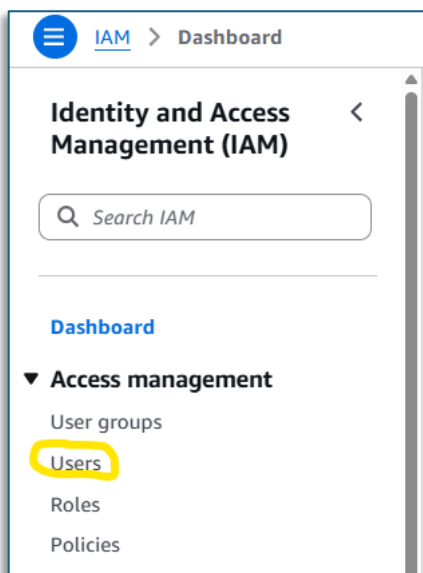 IAM > Dashboard
Identity and Access
Management (IAM)
Search IAM
Dashboard
Access management
User groups
Users
Roles
Policies